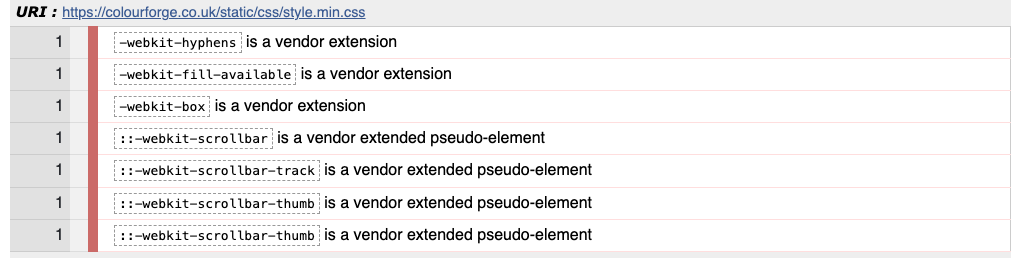 URI : https://colourforge.co.uk/static/css/style.min.css
1 -webkit-hyphens is a vendor extension
1 -webkit-fill-available is a vendor extension
1 -webkit-box is a vendor extension
1 ::-webkit-scrollbar is a vendor extended pseudo-element
1 ::-webkit-scrollbar-track is a vendor extended pseudo-element
1 ::-webkit-scrollbar-thumb is a vendor extended pseudo-element
1 ::-webkit-scrollbar-thumb is a vendor extended pseudo-element